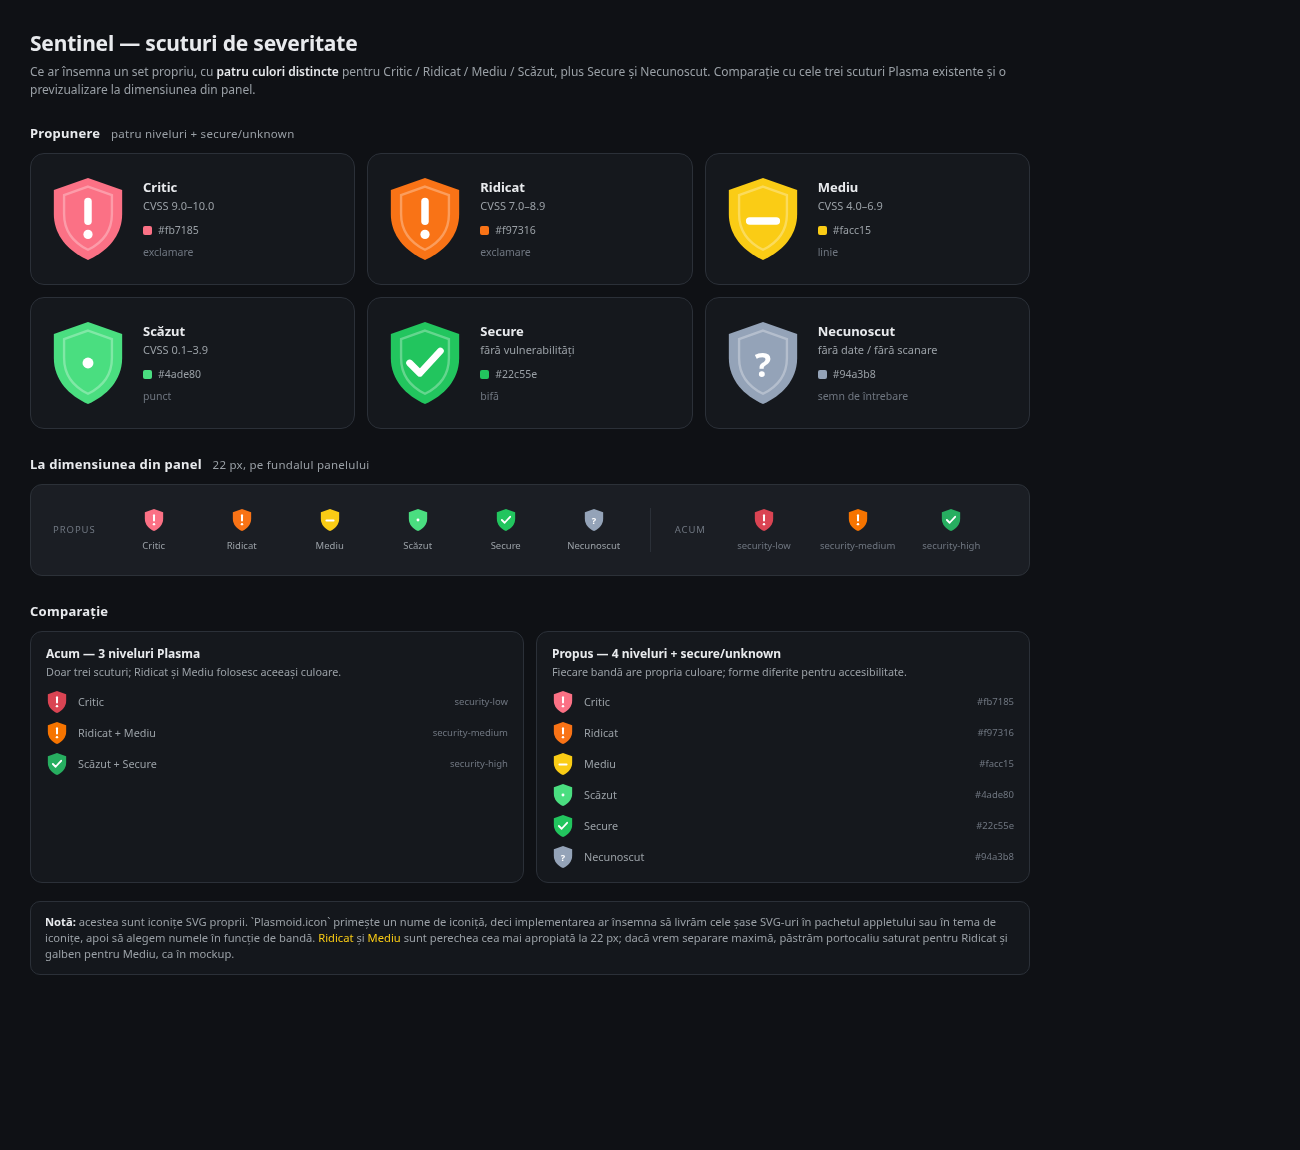 Sentinel — scuturi de severitate
Ce ar însemna un set propriu, cu patru culori distincte pentru Critic / Ridicat / Mediu / Scăzut, plus Secure și Necunoscut. Comparație cu cele trei scuturi Plasma existente și o
previzualizare la dimensiunea din panel.
Propunere patru niveluri + secure/unknown
Critic
CVSS 9.0–10.0
#fb7185
exclamare
Ridicat
CVSS 7.0–8.9
#f97316
exclamare
Mediu
CVSS 4.0–6.9
#facc15
linie
Scăzut
CVSS 0.1–3.9
#4ade80
punct
Secure
fără vulnerabilități
#22c55e
bifă
?
Necunoscut
fără date / fără scanare
#94a3b8
semn de întrebare
La dimensiunea din panel 22 px, pe fundalul panelului
PROPUS
Critic
Ridicat
Mediu
Scăzut
Secure
?
Necunoscut
ACUM
security-low
security-medium
security-high
Comparație
Acum — 3 niveluri Plasma
Doar trei scuturi; Ridicat și Mediu folosesc aceeași culoare.
Critic security-low
Ridicat + Mediu security-medium
Scăzut + Secure security-high
Propus — 4 niveluri + secure/unknown
Fiecare bandă are propria culoare; forme diferite pentru accesibilitate.
Critic #fb7185
Ridicat #f97316
Mediu #facc15
Scăzut #4ade80
Secure #22c55e
? Necunoscut #94a3b8
Notă: acestea sunt iconițe SVG proprii. `Plasmoid.icon` primește un nume de iconiță, deci implementarea ar însemna să livrăm cele șase SVG-uri în pachetul appletului sau în tema de
iconițe, apoi să alegem numele în funcție de bandă. Ridicat și Mediu sunt perechea cea mai apropiată la 22 px; dacă vrem separare maximă, păstrăm portocaliu saturat pentru Ridicat și
galben pentru Mediu, ca în mockup.